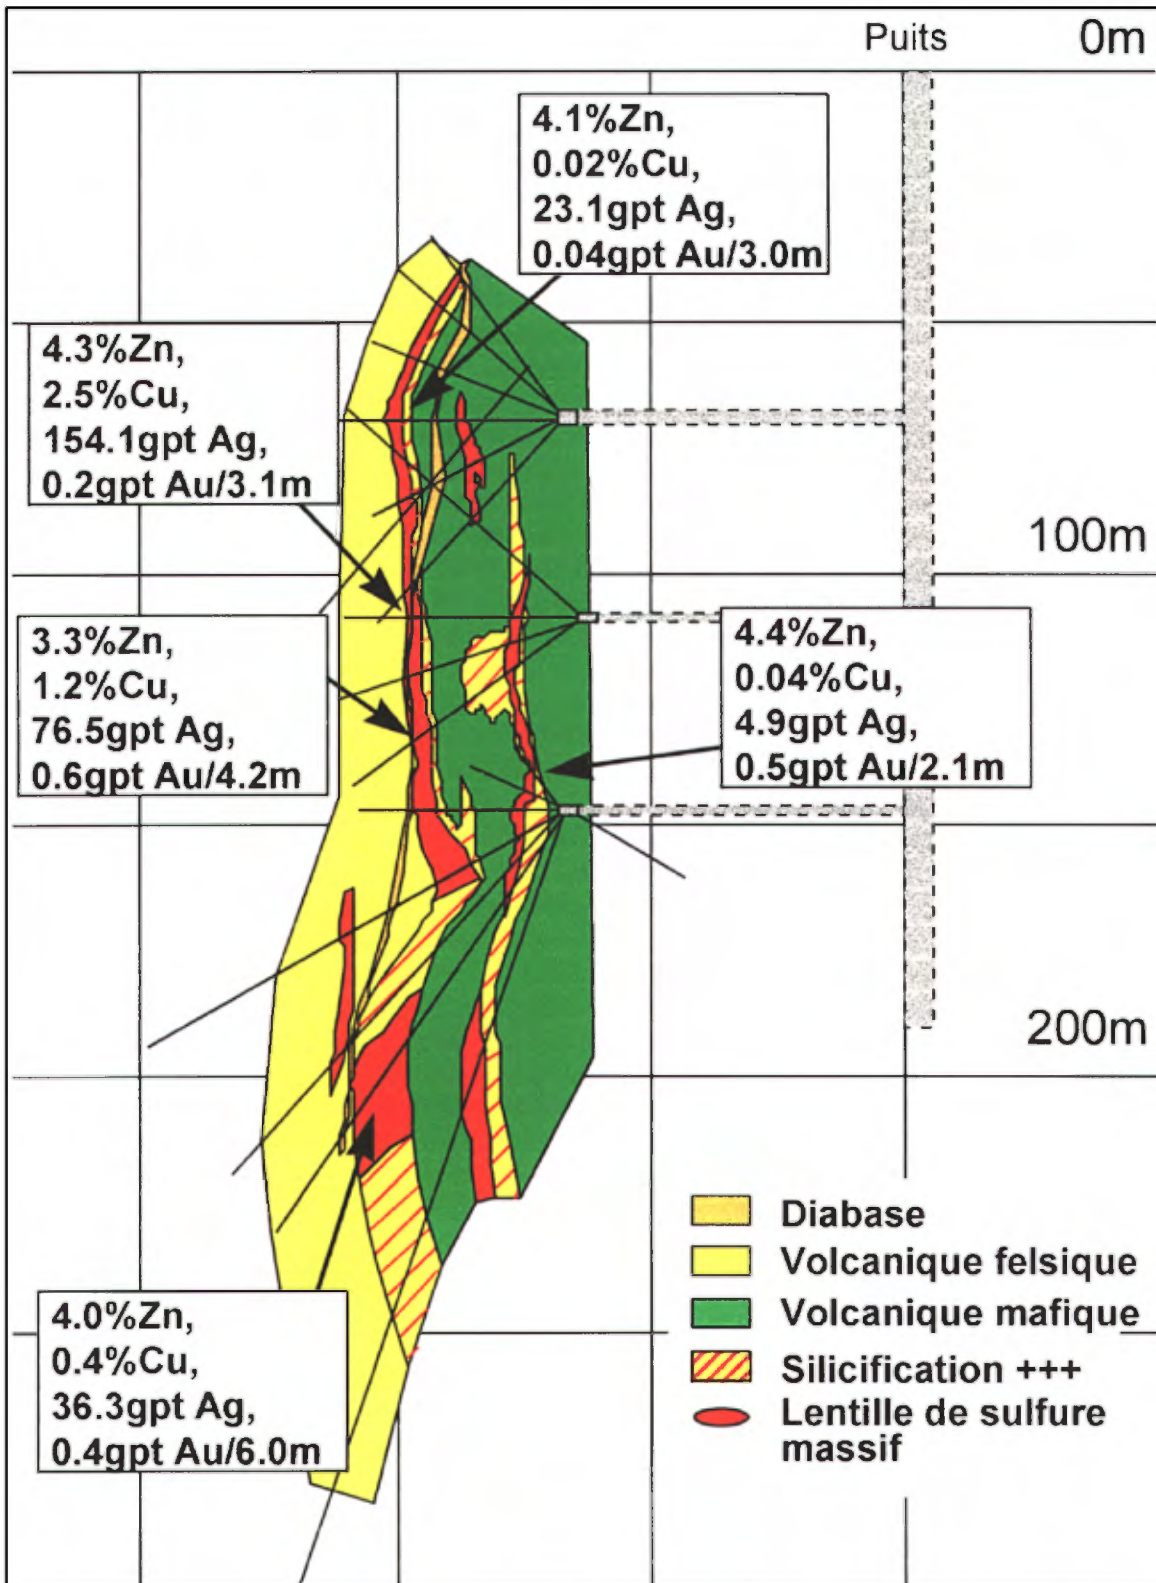 Puits
0m
4.1%Zn,
0.02%Cu,
23.1gpt Ag,
0.04gpt Au/3.0m
4.3%Zn,
2.5%Cu,
154.1gpt Ag,
0.2gpt Au/3.1m
100m
3.3%Zn,
1.2%Cu,
76.5gpt Ag,
0.6gpt Au/4.2m
4.4%Zn,
0.04%Cu,
4.9gpt Ag,
0.5gpt Au/2.1m
200m
4.0%Zn,
0.4%Cu,
36.3gpt Ag,
0.4gpt Au/6.0m
Diabase
Volcanique felsique
Volcanique mafique
Silicification +++
Lentille de sulfure
massif